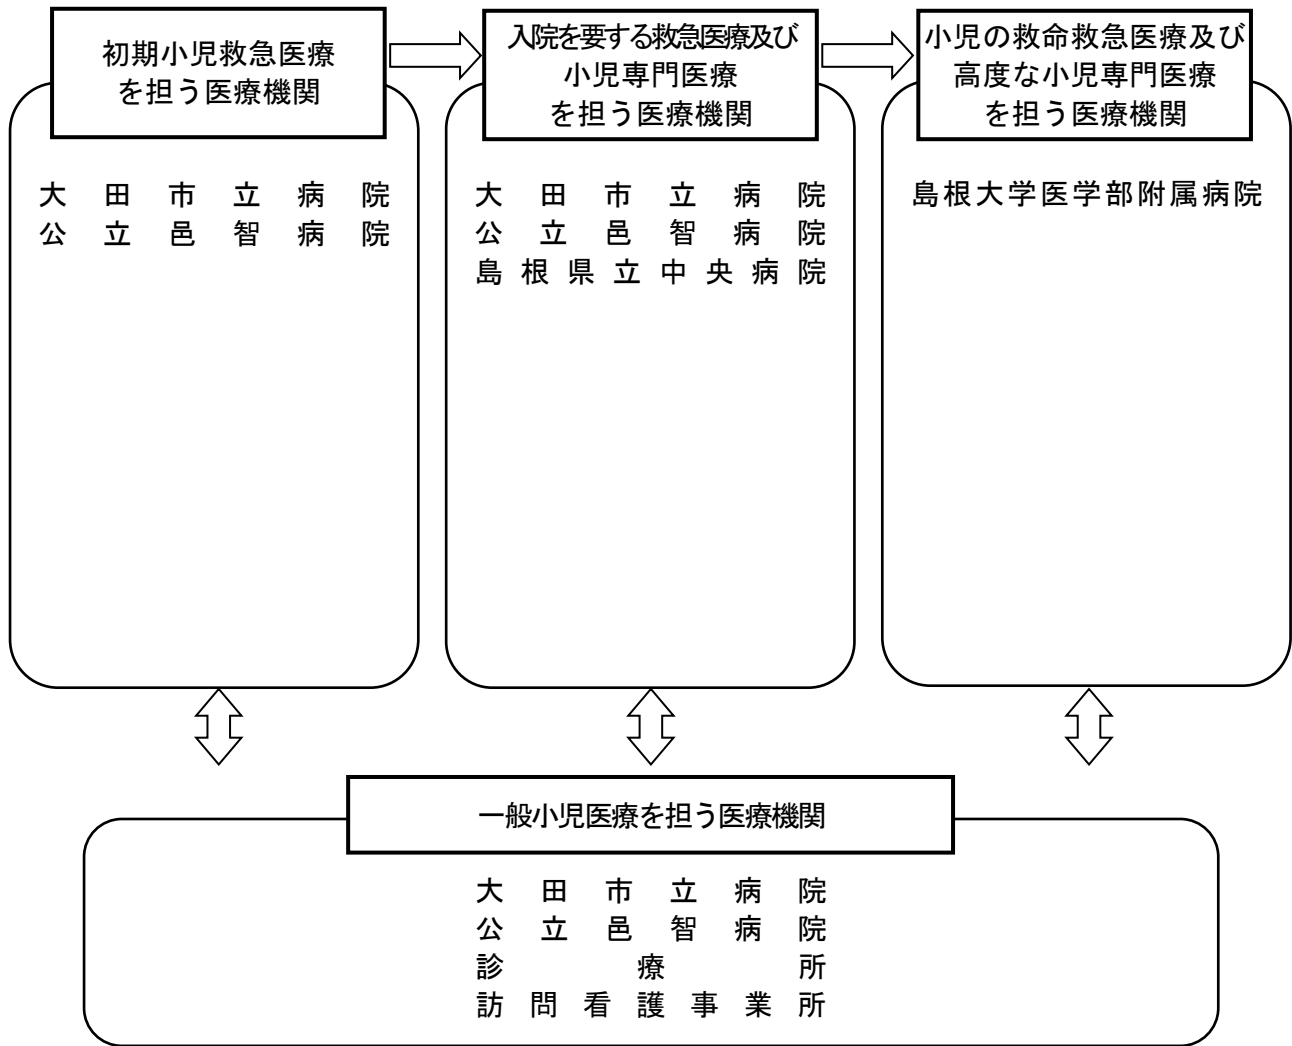 初期小児救急医療
を担う医療機関
大田市立病院
公立邑智病院
入院を要する救急医療及び
小児専門医療
を担う医療機関
大田市立病院
公立邑智病院
島根県立中央病院
小児の救命救急医療及び
高度な小児専門医療
を担う医療機関
島根大学医学部附属病院
一般小児医療を担う医療機関
大田市立病院
公立邑智病院
診療所
訪問看護事業所